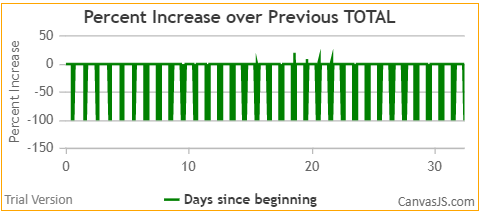 Percent Increase over Previous TOTAL
50
0
-50
-100
-150
Percent Increase
0 10 20 30
Days since beginning
Trial Version
CanvasJS.com